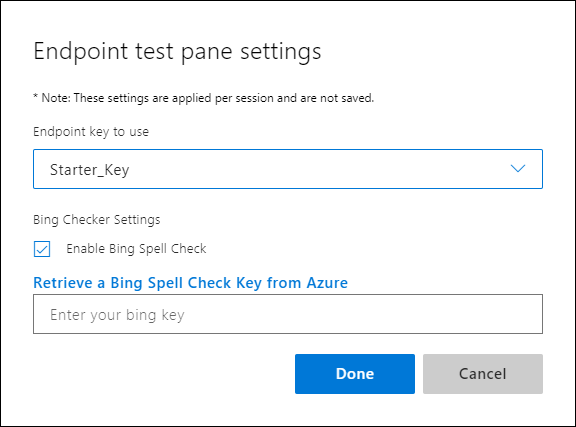 Endpoint test pane settings
* Note: These settings are applied per session and are not saved.
Endpoint key to use
Starter_Key
Bing Checker Settings
Enable Bing Spell Check
Retrieve a Bing Spell Check Key from Azure
Enter your bing key
Done Cancel